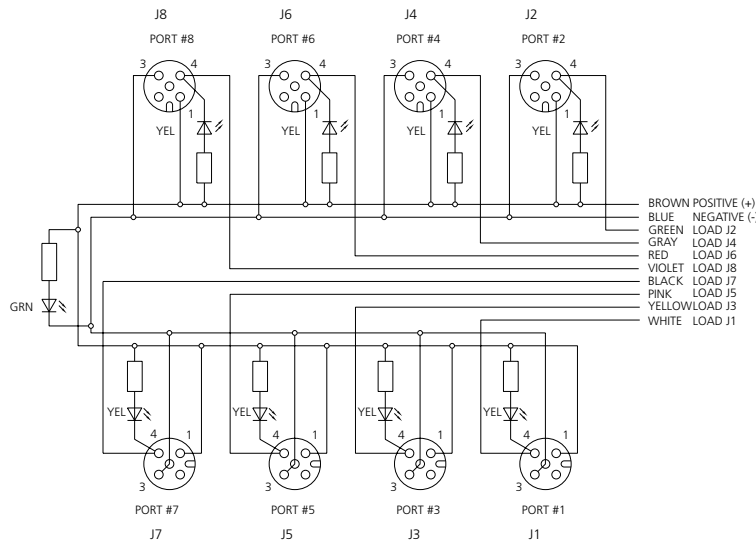 J8 J6 J4 J2
PORT #8 PORT #6 PORT #4 PORT #2
3 4 3 4 3 4 3 4
1 1 1 1
YEL YEL YEL YEL
BROWN POSITIVE (+)
BLUE NEGATIVE (-)
GREEN LOAD J2
GRAY LOAD J4
RED LOAD J6
VIOLET LOAD J8
BLACK LOAD J7
PINK LOAD J5
YELLOW LOAD J3
WHITE LOAD J1
GRN
YEL YEL YEL YEL
4 1 4 1 4 1 4 1
3 3 3 3
PORT #7 PORT #5 PORT #3 PORT #1
J7 J5 J3 J1